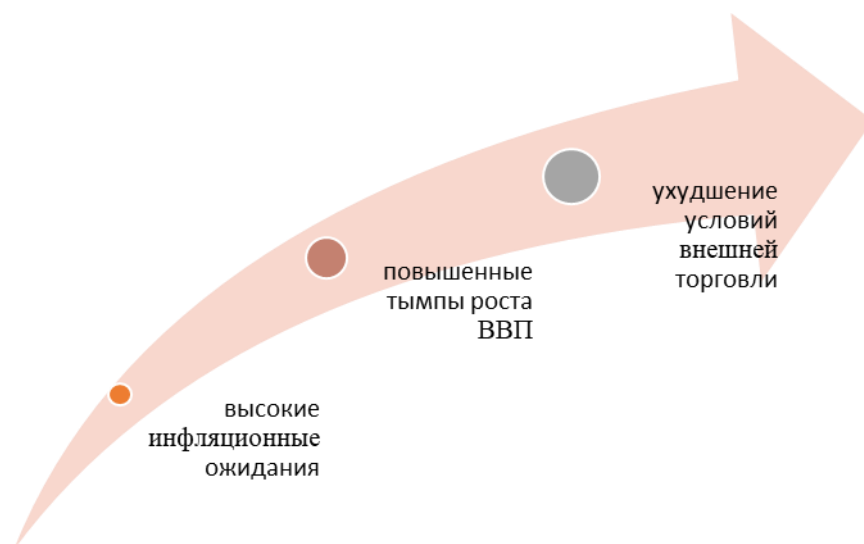 высокие
инфляционные
ожидания
повышенные
тымпы роста
ВВП
ухудшение
условий
внешней
торговли